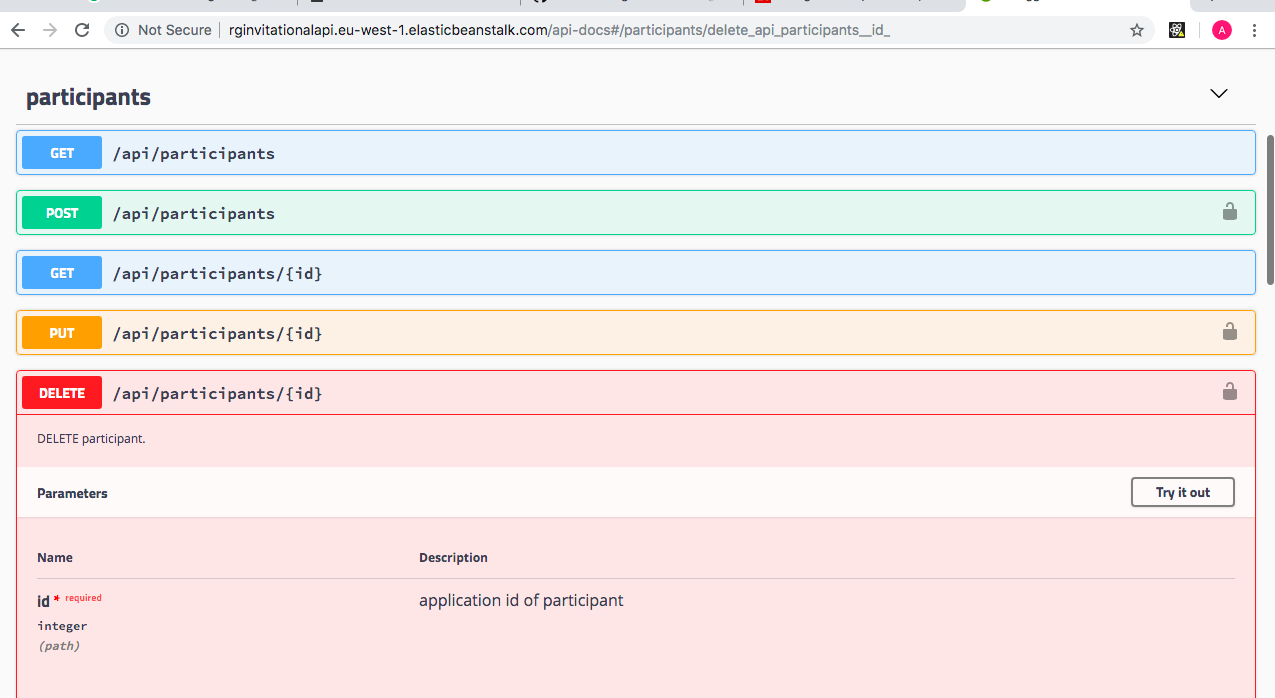 Not Secure rginvitationalapi.eu-west-1.elasticbeanstalk.com/api-docs#/participants/delete_api_participants__id_ A
participants
GET /api/participants
POST /api/participants
GET /api/participants/{id}
PUT /api/participants/{id}
DELETE /api/participants/{id}
DELETE participant.
Parameters Try it out
Name Description
id * required application id of participant
integer
(path)